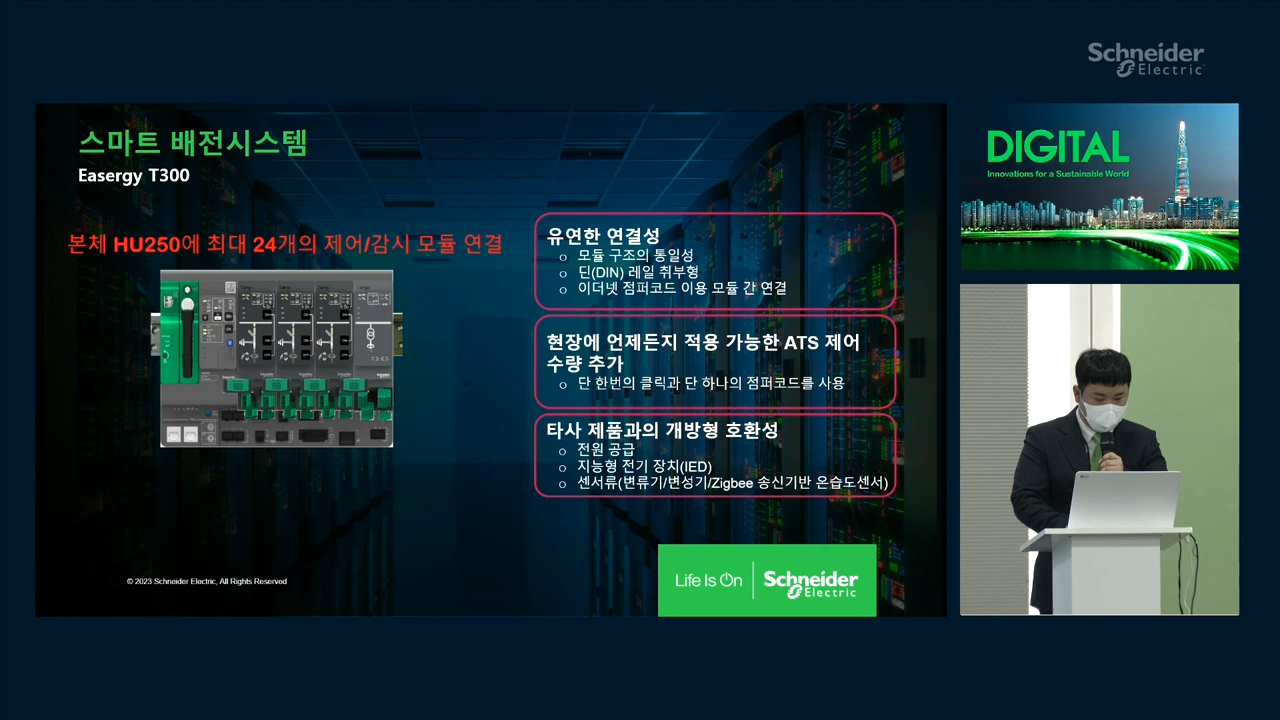 Schneider
Electric
스마트 배전시스템
Easergy T300
본체 HU250에 최대 24개의 제어/감시 모듈 연결
유연한 연결성
o 모듈 구조의 통일성
o 딘(DIN) 레일 취부형
o 이더넷 점퍼코드 이용 모듈 간 연결
현장에 언제든지 적용 가능한 ATS 제어
수량 추가
o 단 한번의 클릭과 단 하나의 점퍼코드를 사용
타사 제품과의 개방형 호환성
o 전원 공급
o 지능형 전기 장치(IED)
o 센서류(변류기/변성기/Zigbee 송신기반 온습도센서)
© 2023 Schneider Electric, All Rights Reserved
Life Is On
Schneider
Electric
DIGITAL
Innovations for a Sustainable World